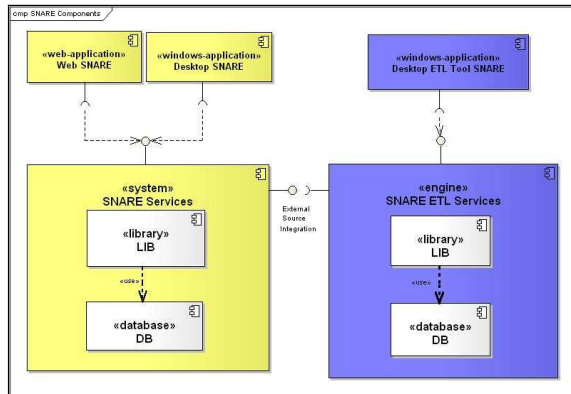 cmp SNARE Components
«web-application»
Web SNARE
«windows-application»
Desktop SNARE
«windows-application»
Desktop ETL Tool SNARE
«system»
SNARE Services
«library»
LIB
«use»
«database»
DB
External
Source
Integration
«engine»
SNARE ETL Services
«library»
LIB
«use»
«database»
DB